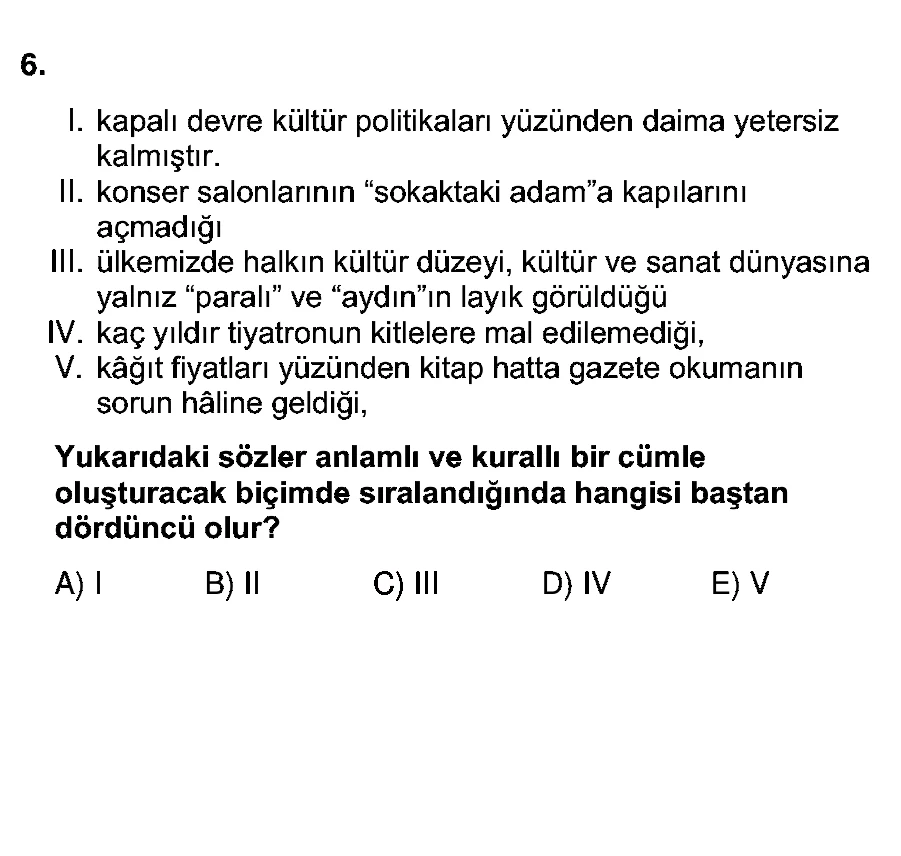 6.
I. kapalı devre kültür politikaları yüzünden daima yetersiz
kalmıştır.
II. konser salonlarının “sokaktaki adam”a kapılarını
açmadığı
III. ülkemizde halkın kültür düzeyi, kültür ve sanat dünyasına
yalnız “paralı” ve “aydın”ın layık görüldüğü
IV. kaç yıldır tiyatronun kitlelere mal edilemediği,
V. kâğıt fiyatları yüzünden kitap hatta gazete okumanın
sorun hâline geldiği,
Yukarıdaki sözler anlamlı ve kurallı bir cümle
oluşturacak biçimde sıralandığında hangisi baştan
dördüncü olur?
A) I B) II C) III D) IV E) V